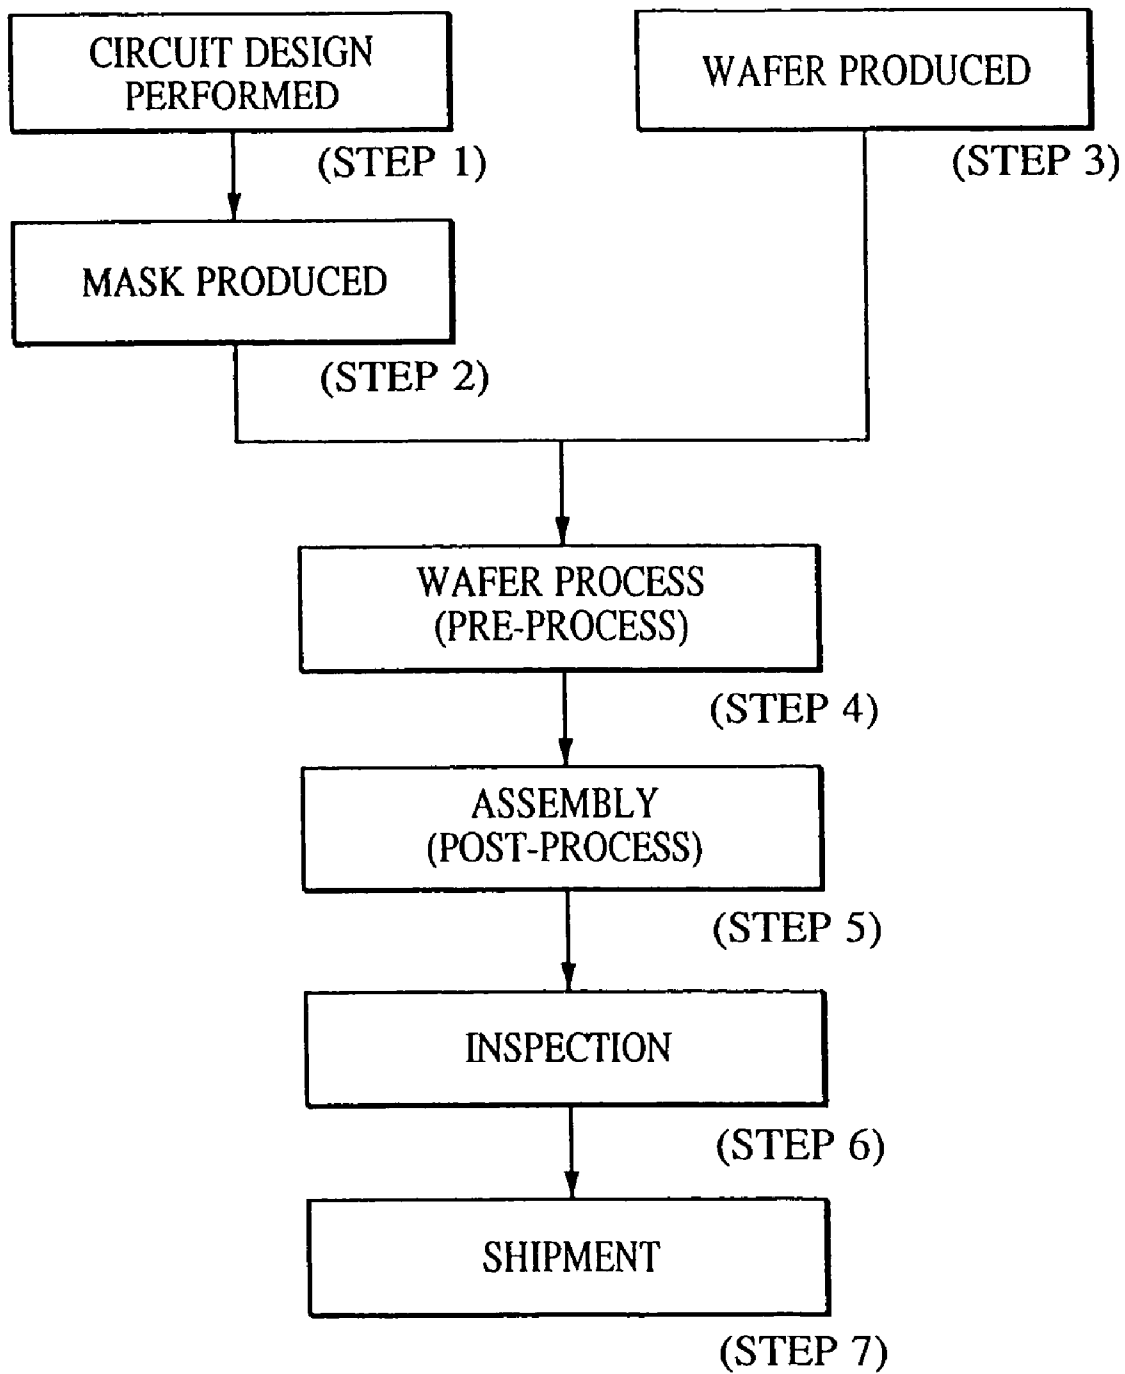 CIRCUIT DESIGN
PERFORMED
(STEP 1)
WAFER PRODUCED
(STEP 3)
MASK PRODUCED
(STEP 2)
WAFER PROCESS
(PRE-PROCESS)
(STEP 4)
ASSEMBLY
(POST-PROCESS)
(STEP 5)
INSPECTION
(STEP 6)
SHIPMENT
(STEP 7)